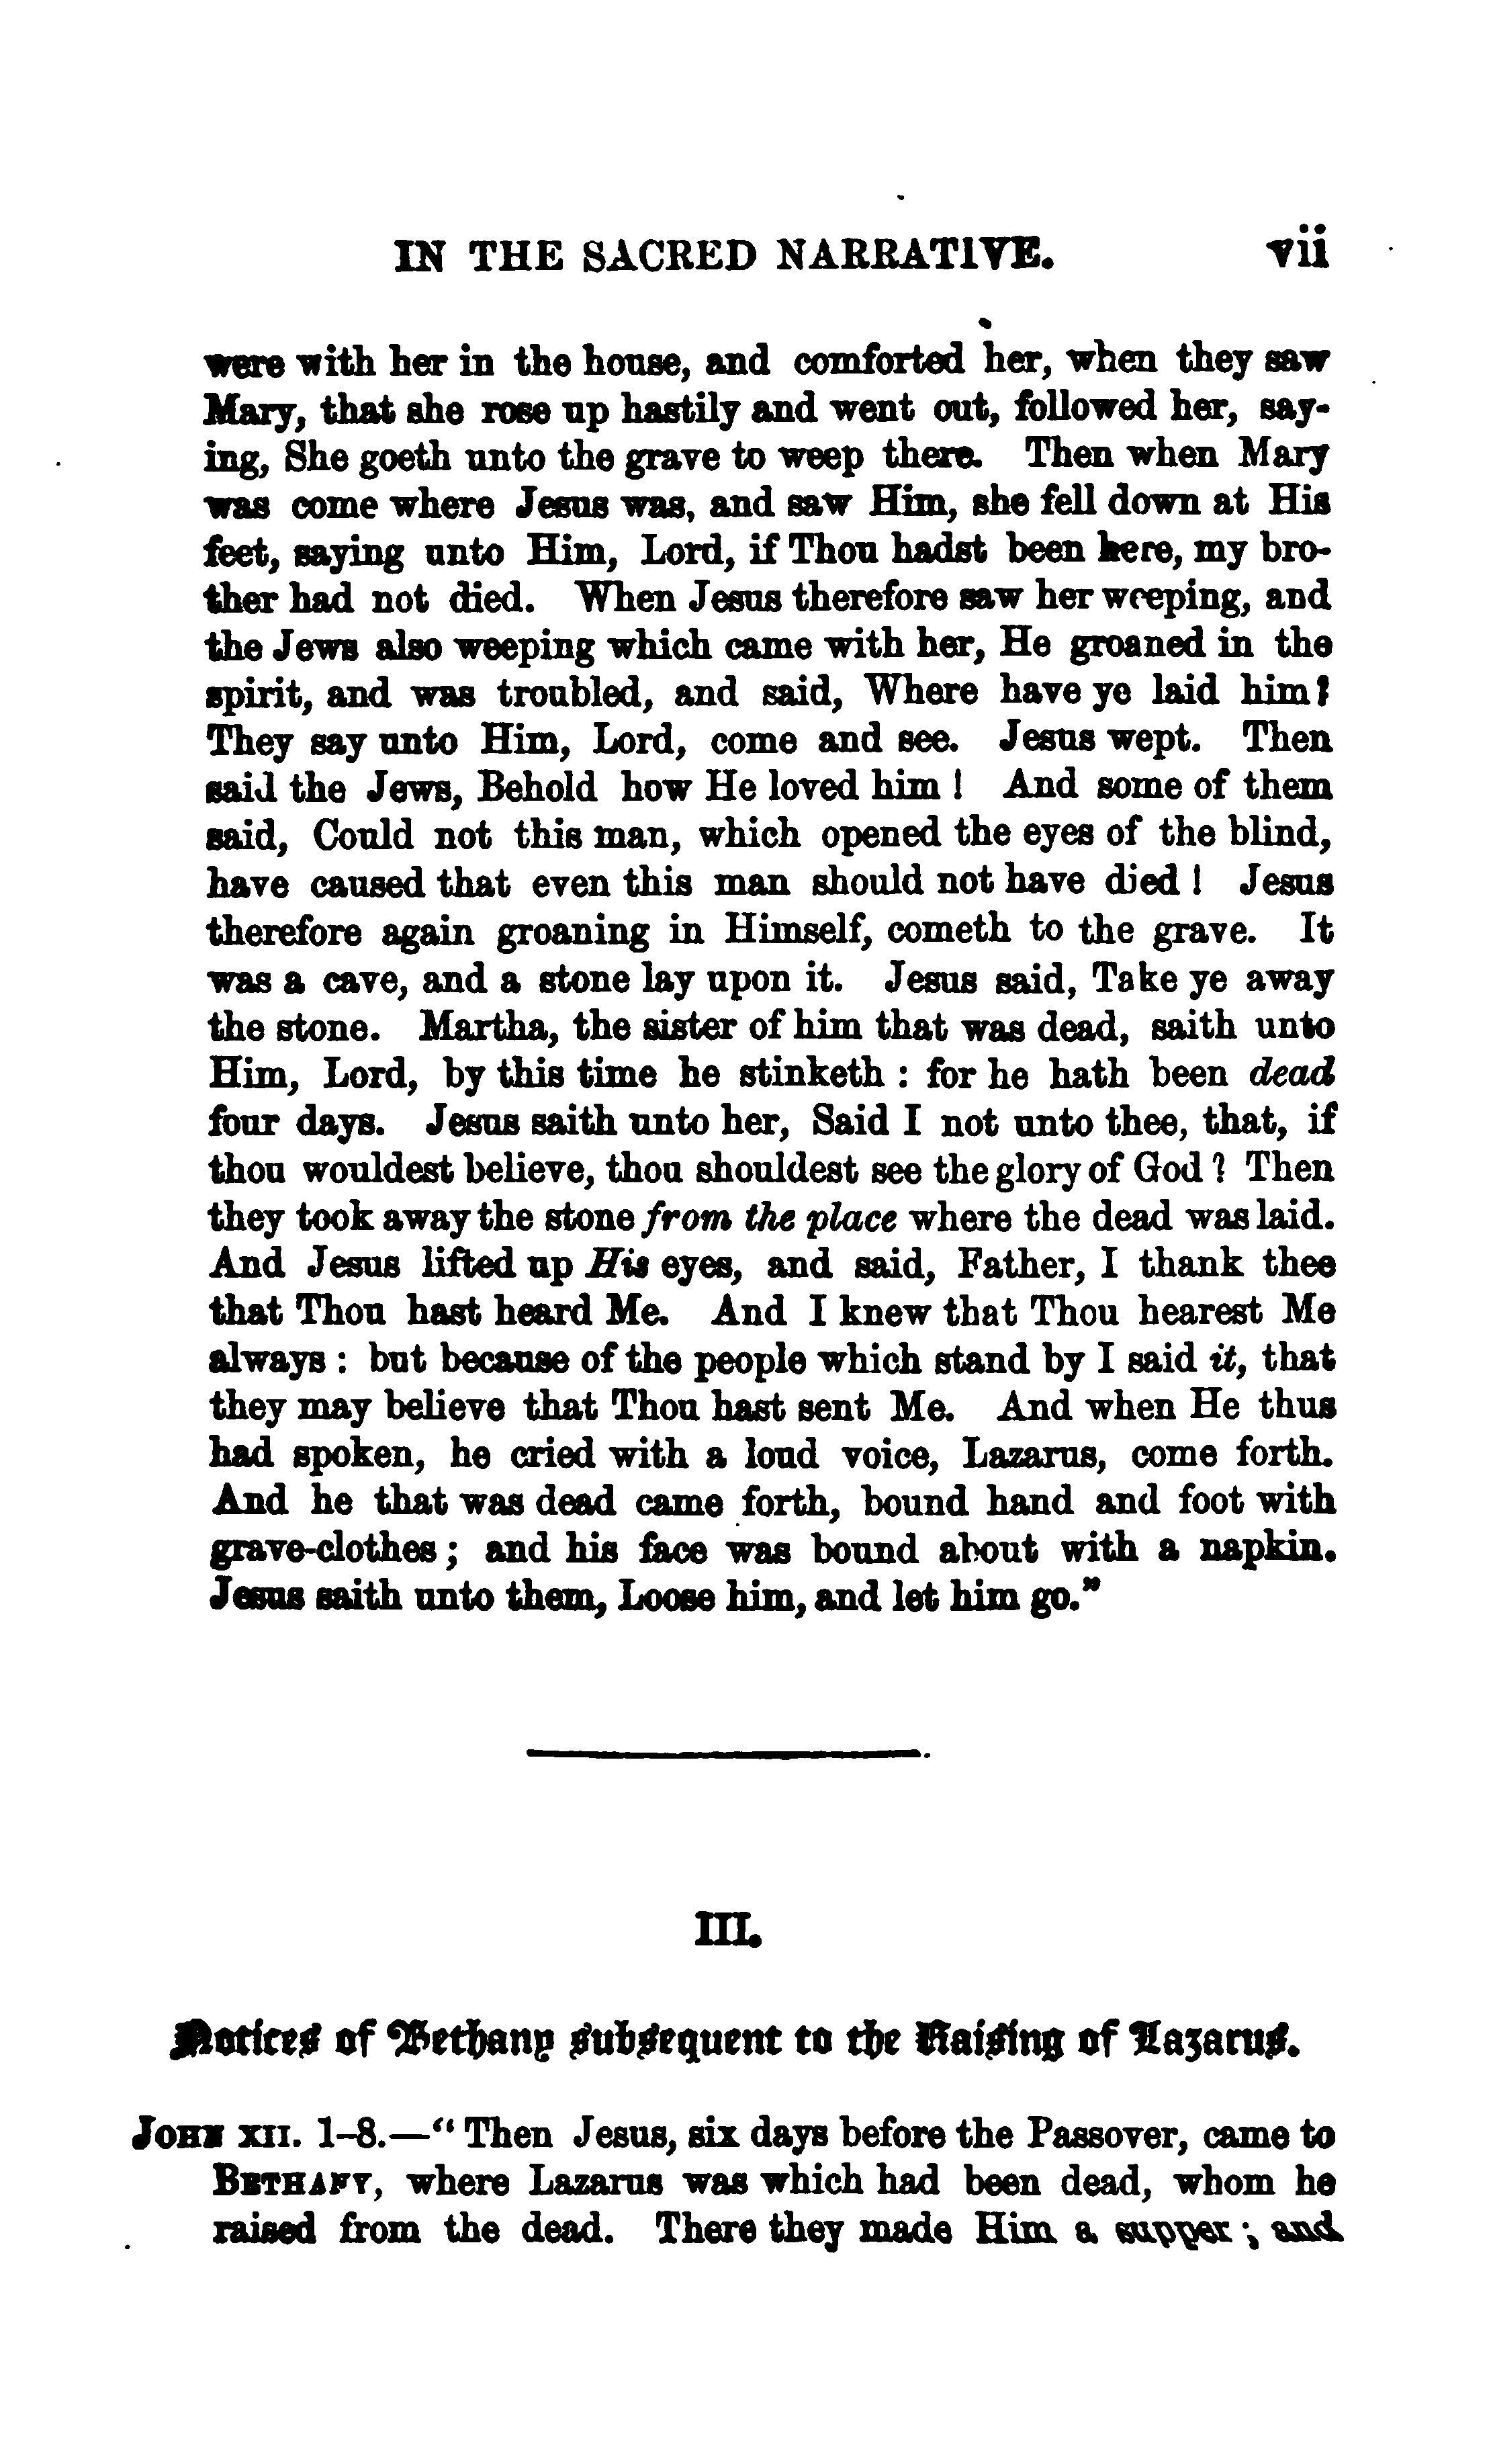 IN THE SACRED NARRATIVE. vii
were with her in the house, and comforted her, when they saw
Mary, that she rose up hastily and went out, followed her, say-
ing, She goeth unto the grave to weep there. Then when Mary
was come where Jesus was, and saw Him, she fell down at His
feet, saying unto Him, Lord, if Thou hadst been here, my bro-
ther had not died. When Jesus therefore saw her weeping, and
the Jews also weeping which came with her, He groaned in the
spirit, and was troubled, and said, Where have ye laid him?
They say unto Him, Lord, come and see. Jesus wept. Then
said the Jews, Behold how He loved him! And some of them
said, Could not this man, which opened the eyes of the blind,
have caused that even this man should not have died! Jesus
therefore again groaning in Himself, cometh to the grave. It
was a cave, and a stone lay upon it. Jesus said, Take ye away
the stone. Martha, the sister of him that was dead, saith unto
Him, Lord, by this time he stinketh: for he hath been dead
four days. Jesus saith unto her, Said I not unto thee, that, if
thou wouldest believe, thou shouldest see the glory of God? Then
they took away the stone from the place where the dead was laid.
And Jesus lifted up His eyes, and said, Father, I thank thee
that Thou hast heard Me. And I knew that Thou hearest Me
always: but because of the people which stand by I said it, that
they may believe that Thou hast sent Me. And when He thus
had spoken, he cried with a loud voice, Lazarus, come forth.
And he that was dead came forth, bound hand and foot with
grave-clothes; and his face was bound about with a napkin.
Jesus saith unto them, Loose him, and let him go."
III.
Notices of Bethany subsequent to the Raising of Lazarus.
JOHN XII. 1-8.—"Then Jesus, six days before the Passover, came to
BETHANY, where Lazarus was which had been dead, whom he
raised from the dead. There they made Him a supper; and